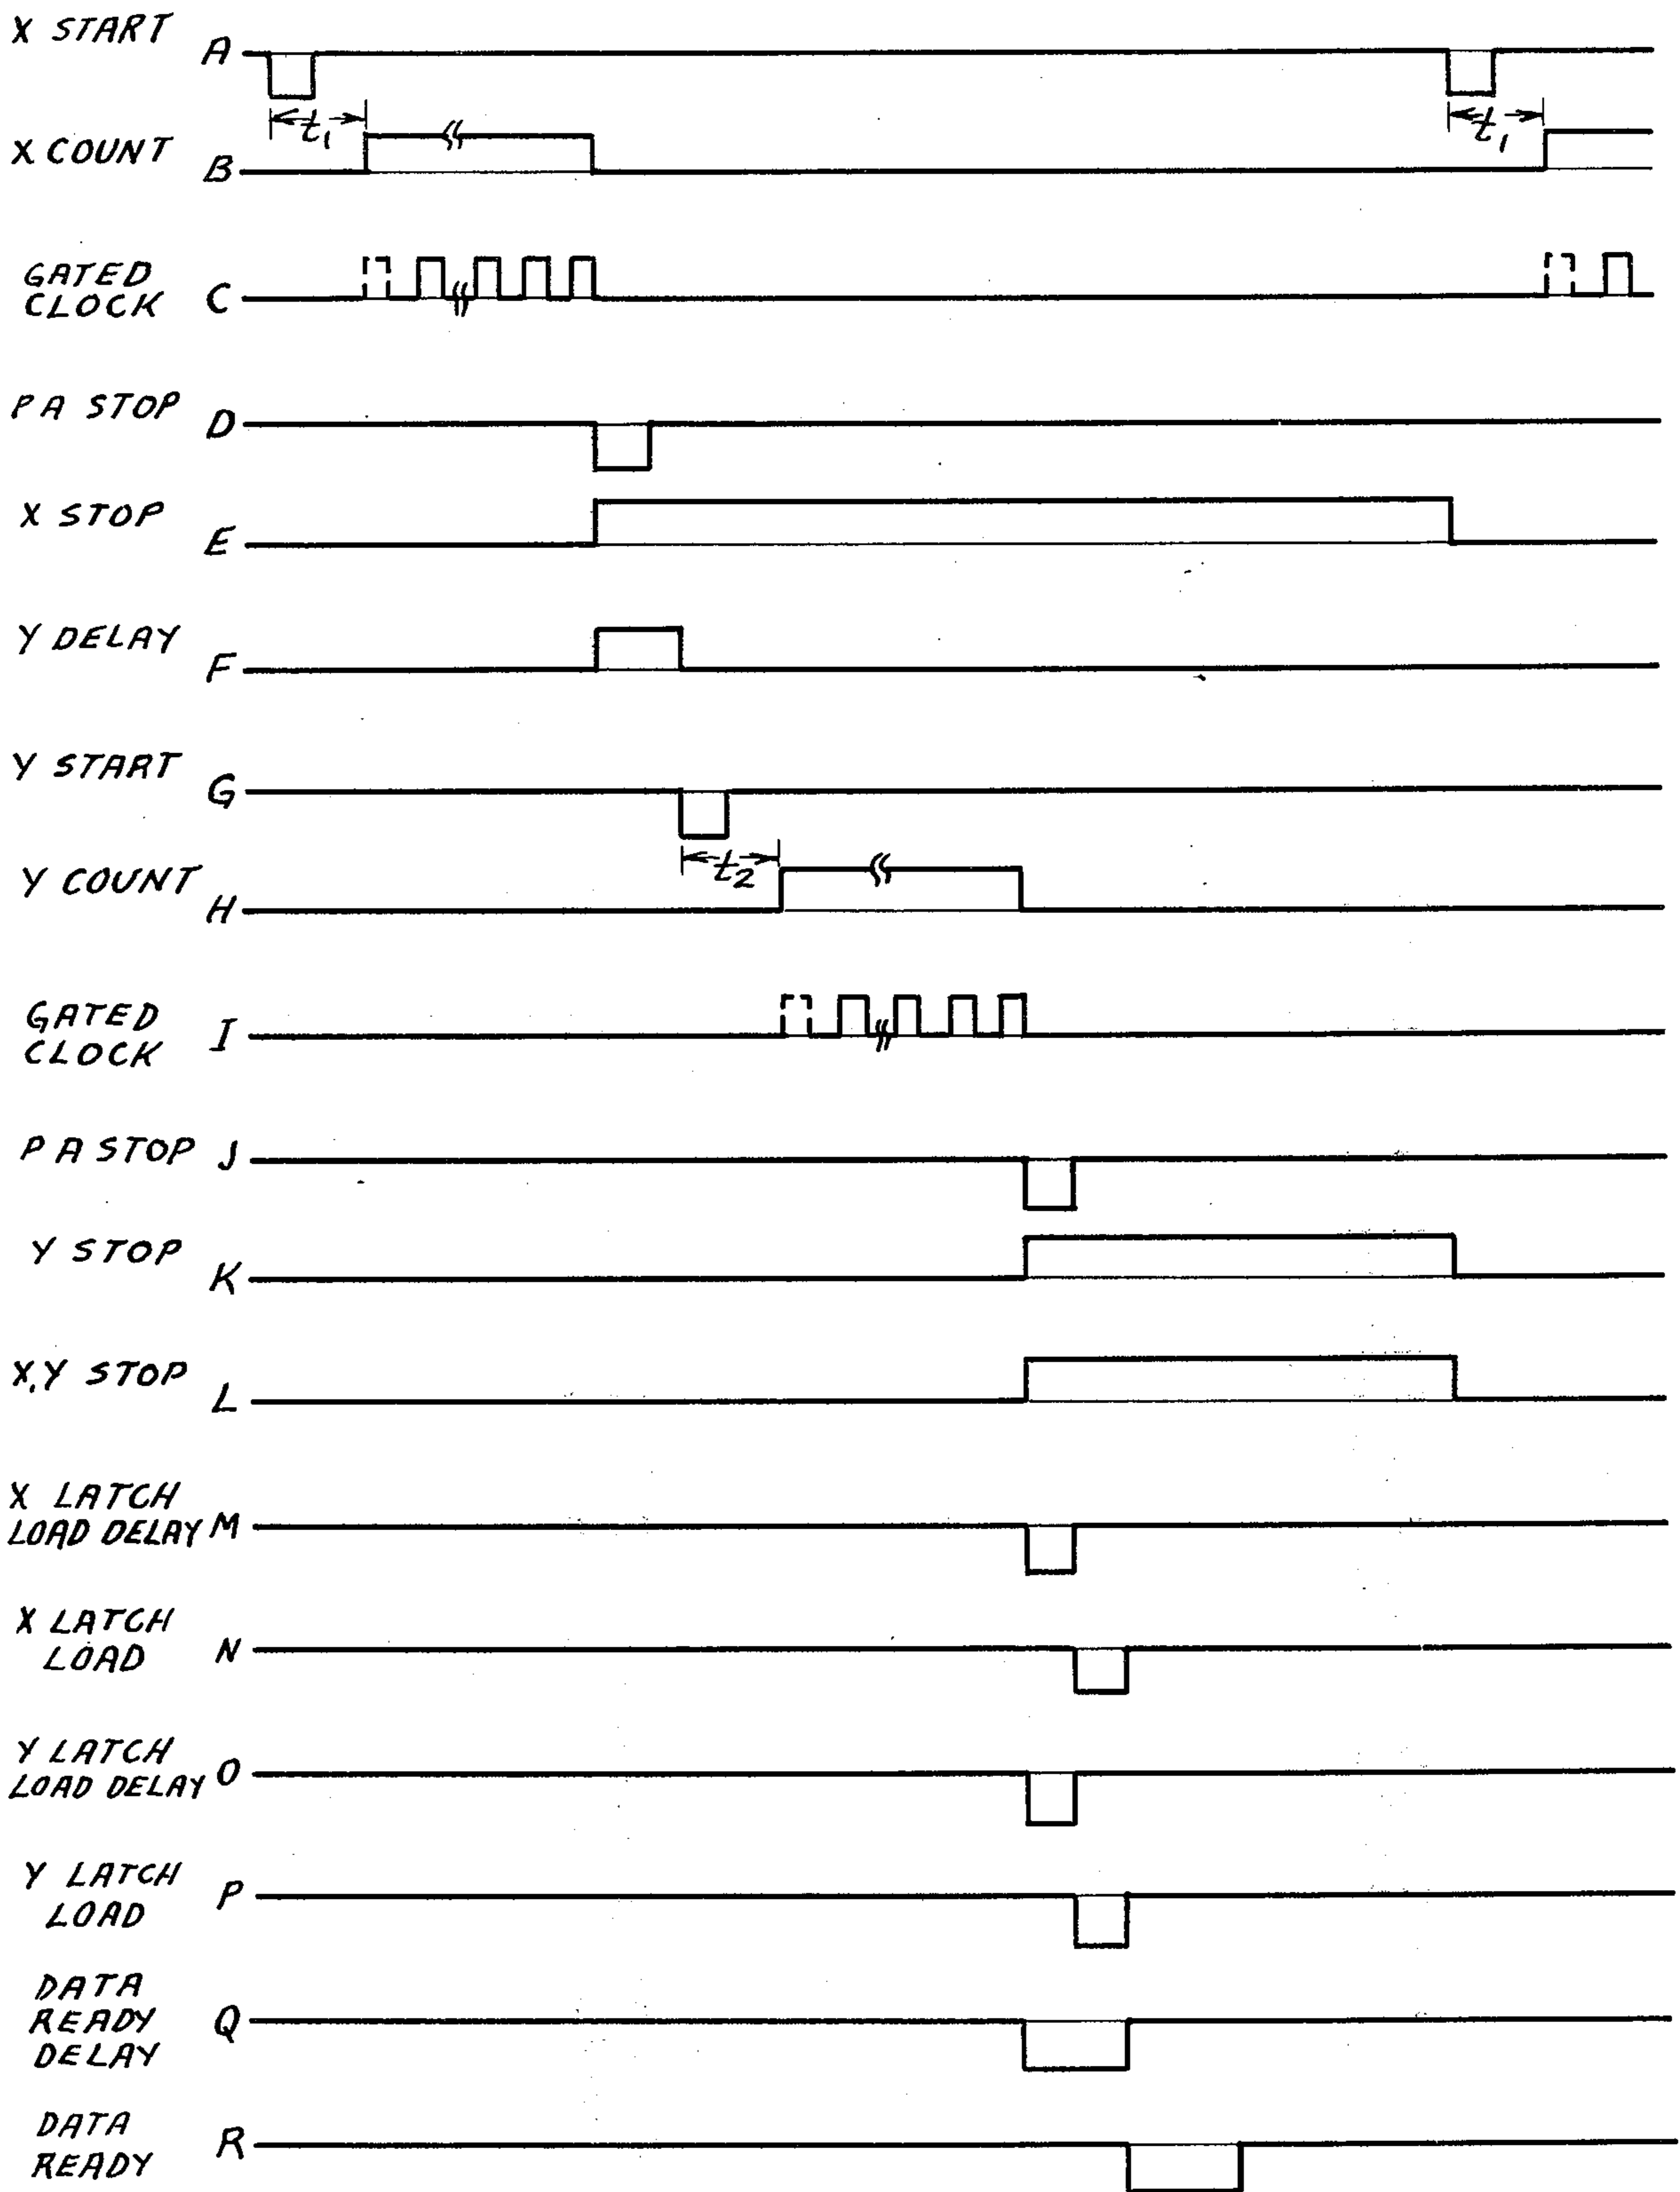 X START A
t1
t1
X COUNT B
GATED
CLOCK C
PA STOP D
X STOP E
Y DELAY F
Y START G
t2
Y COUNT H
GATED
CLOCK I
PA STOP J
Y STOP K
X,Y STOP L
X LATCH
LOAD DELAY M
X LATCH
LOAD N
Y LATCH
LOAD DELAY O
Y LATCH
LOAD P
DATA
READY Q
DELAY
DATA
READY R